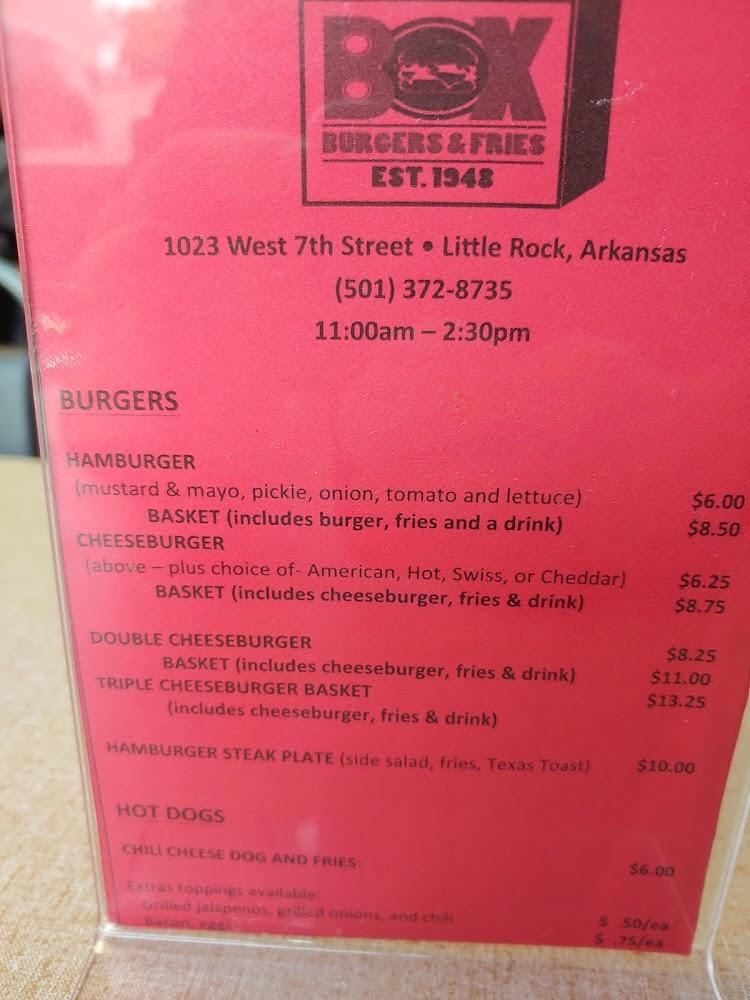 BOX
BURGERS & FRIES
EST. 1948
1023 West 7th Street • Little Rock, Arkansas
(501) 372-8735
11:00am – 2:30pm
BURGERS
HAMBURGER
(mustard & mayo, pickie, onion, tomato and lettuce) $6.00
BASKET (includes burger, fries and a drink) $8.50
CHEESEBURGER
(above – plus choice of- American, Hot, Swiss, or Cheddar) $6.25
BASKET (includes cheeseburger, fries & drink) $8.75
DOUBLE CHEESEBURGER $8.25
BASKET (includes cheeseburger, fries & drink) $11.00
TRIPLE CHEESEBURGER BASKET $13.25
(includes cheeseburger, fries & drink)
HAMBURGER STEAK PLATE (side salad, fries, Texas Toast) $10.00
HOT DOGS
CHILI CHEESE DOG AND FRIES: $6.00
Extras toppings available:
Grilled jalapenos, grilled onions, and chili $ .50/ea
Bacon, eggs $ .75/ea